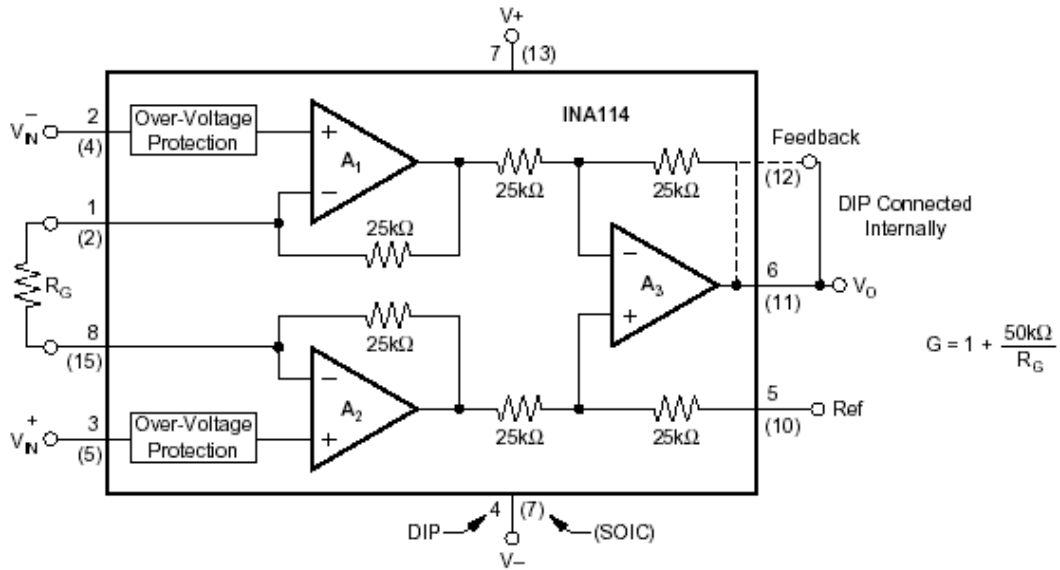 V+
7 (13)
INA114
V⁻IN
2
(4)
Over-Voltage
Protection
+
A1
−
25kΩ
25kΩ
25kΩ
Feedback
(12)
DIP Connected
Internally
1
(2)
RG
8
(15)
25kΩ
−
A2
+
−
A3
+
6
(11)
VO
G = 1 + 50kΩ
RG
V⁺IN
3
(5)
Over-Voltage
Protection
25kΩ
25kΩ
5
(10)
Ref
DIP
4 (7)
(SOIC)
V–